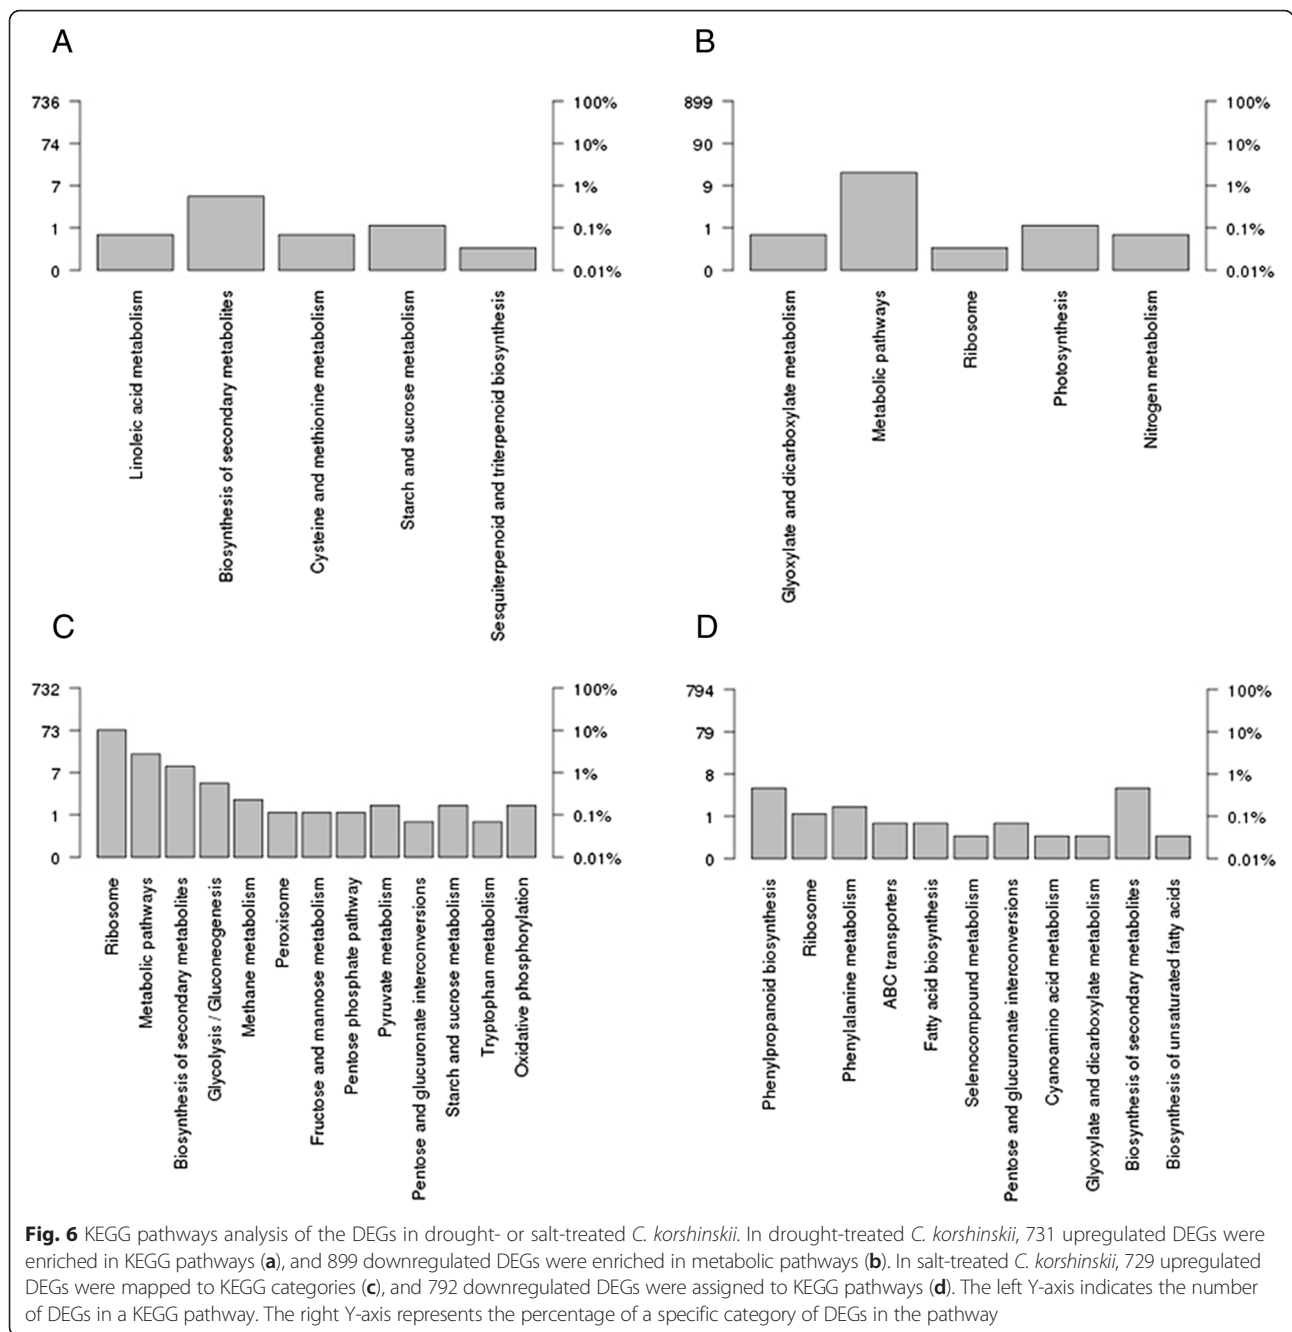 A
736
74
7
1
0
100%
10%
1%
0.1%
0.01%
Linoleic acid metabolism
Biosynthesis of secondary metabolites
Cysteine and methionine metabolism
Starch and sucrose metabolism
Sesquiterpenoid and triterpenoid biosynthesis
B
899
90
9
1
0
100%
10%
1%
0.1%
0.01%
Glyoxylate and dicarboxylate metabolism
Metabolic pathways
Ribosome
Photosynthesis
Nitrogen metabolism
C
732
73
7
1
0
100%
10%
1%
0.1%
0.01%
Ribosome
Metabolic pathways
Biosynthesis of secondary metabolites
Glycolysis / Gluconeogenesis
Methane metabolism
Peroxisome
Fructose and mannose metabolism
Pentose phosphate pathway
Pyruvate metabolism
Pentose and glucuronate interconversions
Starch and sucrose metabolism
Tryptophan metabolism
Oxidative phosphorylation
D
794
79
8
1
0
100%
10%
1%
0.1%
0.01%
Phenylpropanoid biosynthesis
Ribosome
Phenylalanine metabolism
ABC transporters
Fatty acid biosynthesis
Selenocompound metabolism
Pentose and glucuronate interconversions
Cyanoamino acid metabolism
Glyoxylate and dicarboxylate metabolism
Biosynthesis of secondary metabolites
Biosynthesis of unsaturated fatty acids
Fig. 6 KEGG pathways analysis of the DEGs in drought- or salt-treated C. korshinskii. In drought-treated C. korshinskii, 731 upregulated DEGs were
enriched in KEGG pathways (a), and 899 downregulated DEGs were enriched in metabolic pathways (b). In salt-treated C. korshinskii, 729 upregulated
DEGs were mapped to KEGG categories (c), and 792 downregulated DEGs were assigned to KEGG pathways (d). The left Y-axis indicates the number
of DEGs in a KEGG pathway. The right Y-axis represents the percentage of a specific category of DEGs in the pathway